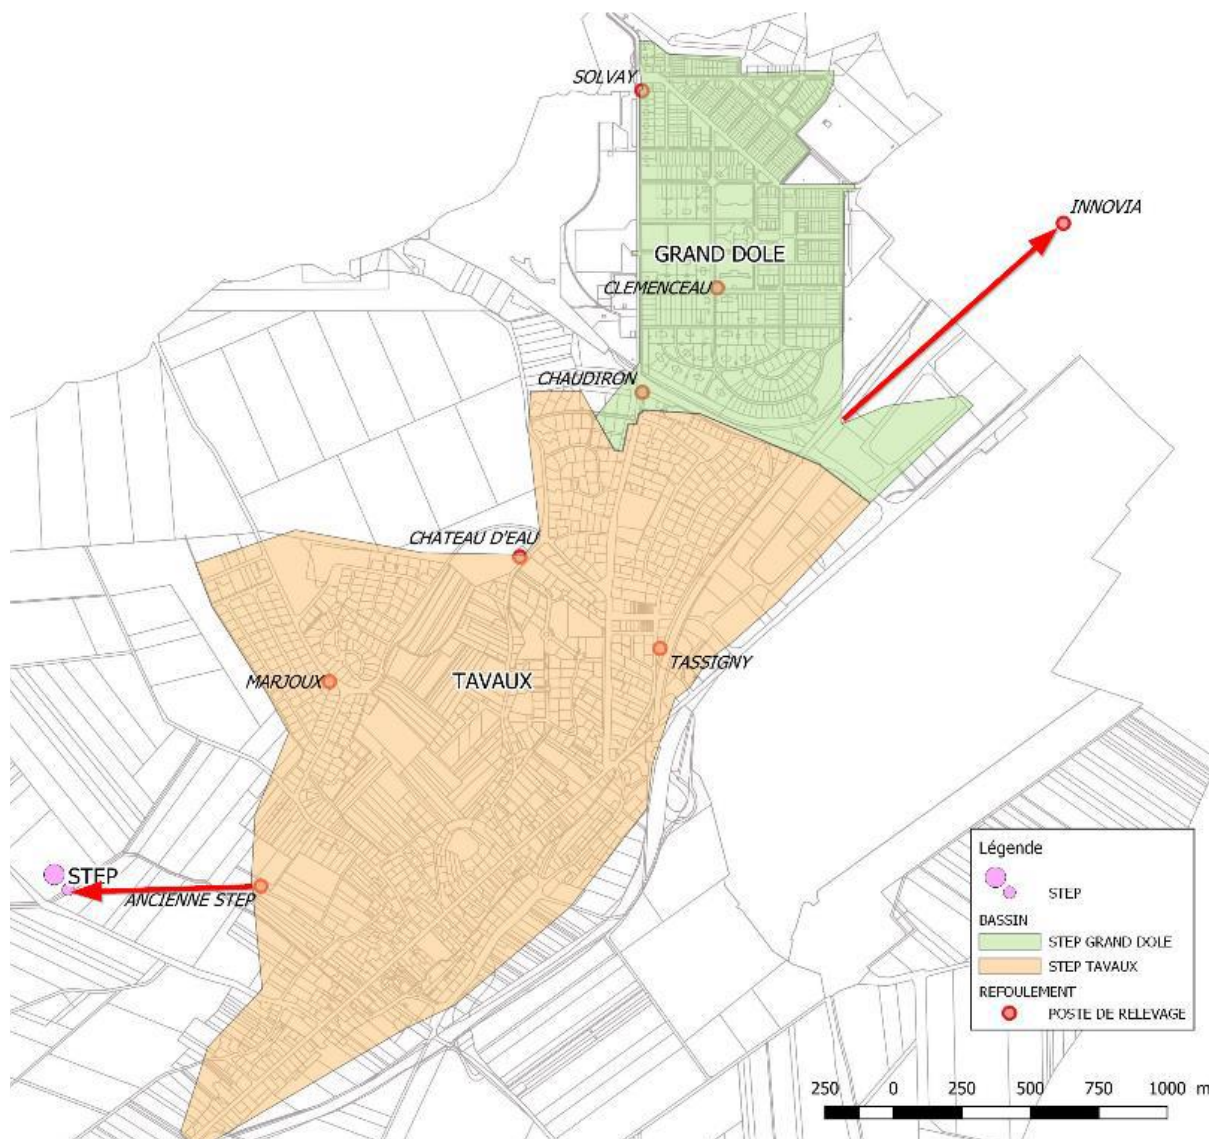 SOLVAY
INNOVIA
GRAND DOLE
CLEMENCEAU
CHAUDIRON
CHATEAU D'EAU
TASSIGNY
MARJOUX
TAVAUX
STEP
ANCIENNE STEP
Légende
STEP
BASSIN
STEP GRAND DOLE
STEP TAVAUX
REFOULEMENT
POSTE DE RELEVAGE
250 0 250 500 750 1000 m